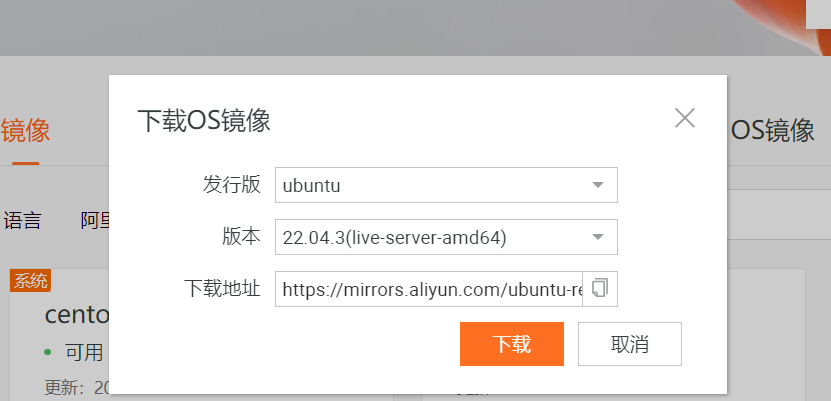 下载OS镜像
镜像
OS镜像
发行版 ubuntu
语言
版本 22.04.3(live-server-amd64)
系统
下载地址 https://mirrors.aliyun.com/ubuntu-re
cento
可用
下载 取消
更新：20